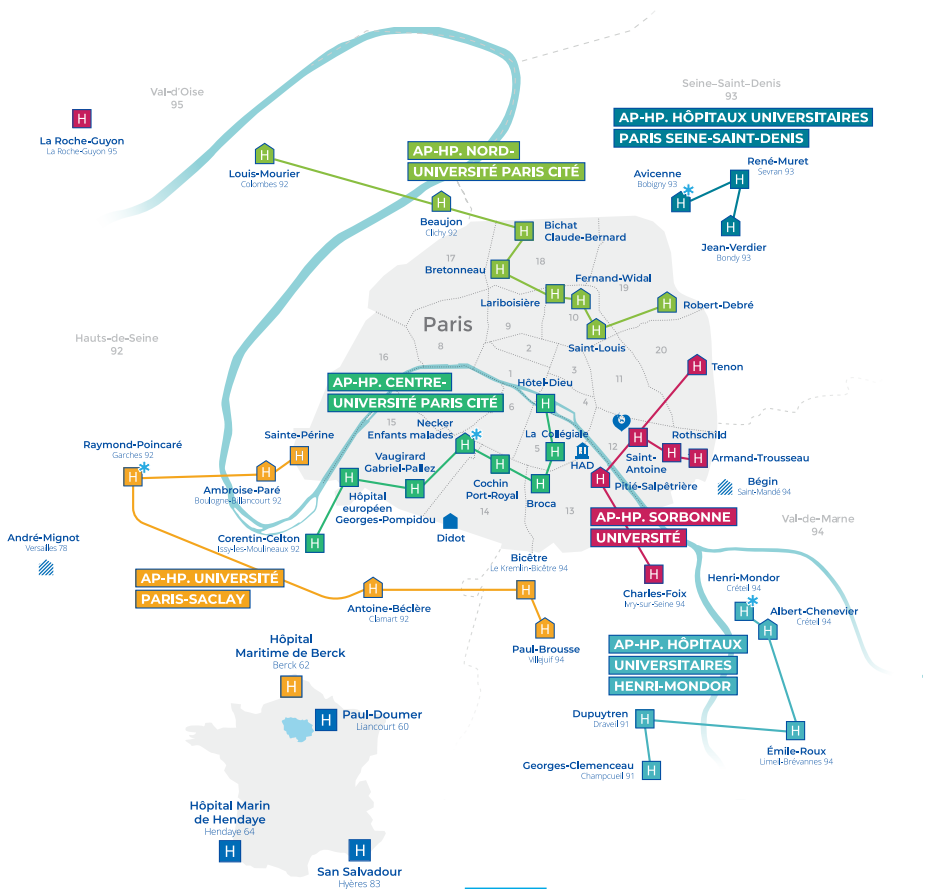 Val-d'Oise
95
Seine-Saint-Denis
93
H
La Roche-Guyon
La Roche-Guyon 95
AP-HP. HÔPITAUX UNIVERSITAIRES
PARIS SEINE-SAINT-DENIS
AP-HP. NORD-
UNIVERSITÉ PARIS CITÉ
H
Louis-Mourier
Colombes 92
René-Muret
Sevran 93
H
Avicenne
Bobigny 93
H
*
H
Jean-Verdier
Bondy 93
H
Beaujon
Clichy 92
H
Bichat
Claude-Bernard
17
18
Bretonneau
H
Fernand-Widal
19
Lariboisière
H
H
H
Robert-Debré
10
H
Saint-Louis
Paris
9
8
2
20
16
Hauts-de-Seine
92
1
3
11
H
Tenon
AP-HP. CENTRE-
UNIVERSITÉ PARIS CITÉ
Hôtel-Dieu
H
4
6
7
15
Necker
Enfants malades
H
*
La Collégiale
H
5
HAD
12
H
Saint-
Antoine
Rothschild
H
H
Armand-Trousseau
Sainte-Périne
H
Raymond-Poincaré
Garches 92
H
*
H
Ambroise-Paré
Boulogne-Billancourt 92
Vaugirard
Gabriel-Pallez
H
H
Hôpital
européen
Georges-Pompidou
H
Cochin
Port-Royal
H
Broca
H
Pitié-Salpêtrière
Bégin
Saint-Mandé 94
14
13
Didot
Corentin-Celton
Issy-les-Moulineaux 92
H
AP-HP. SORBONNE
UNIVERSITÉ
Val-de-Marne
94
André-Mignot
Versailles 78
AP-HP. UNIVERSITÉ
PARIS-SACLAY
Bicêtre
Le Kremlin-Bicêtre 94
H
H
Antoine-Béclère
Clamart 92
H
Charles-Foix
Ivry-sur-Seine 94
Henri-Mondor
Créteil 94
H
*
Albert-Chenevier
Créteil 94
H
H
Paul-Brousse
Villejuif 94
AP-HP. HÔPITAUX
UNIVERSITAIRES
HENRI-MONDOR
Hôpital
Maritime de Berck
Berck 62
H
H
Paul-Doumer
Liancourt 60
Dupuytren
Draveil 91
H
H
Émile-Roux
Limeil-Brévannes 94
Georges-Clemenceau
Champcueil 91
H
Hôpital Marin
de Hendaye
Hendaye 64
H
H
San Salvadour
Hyères 83